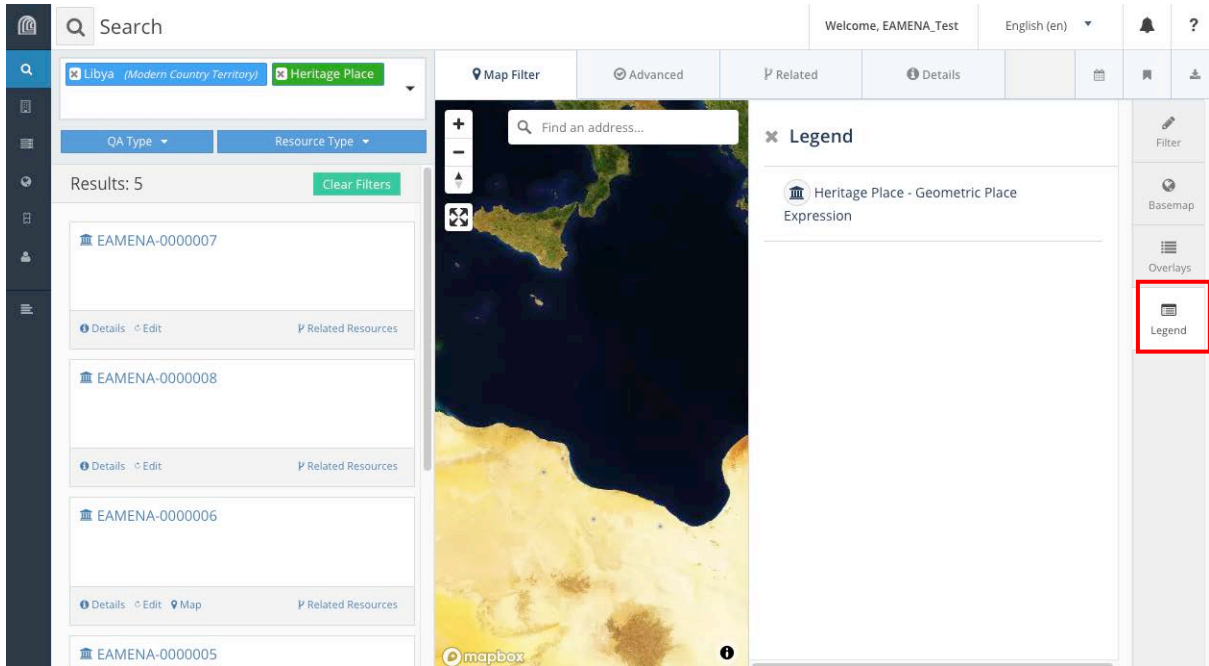 Search
Welcome, EAMENA_Test
English (en)
?
Libya (Modern Country Territory)
Heritage Place
Map Filter
Advanced
Related
Details
QA Type
Resource Type
Results: 5
Clear Filters
EAMENA-0000007
Details
Edit
Related Resources
EAMENA-0000008
Details
Edit
Related Resources
EAMENA-0000006
Details
Edit
Map
Related Resources
EAMENA-0000005
Find an address...
mapbox
Legend
Heritage Place - Geometric Place
Expression
Filter
Basemap
Overlays
Legend